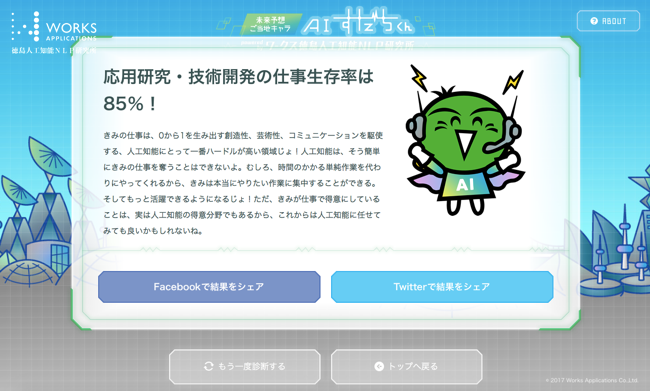 WORKS
APPLICATIONS
徳島人工知能NLP研究所
未来予想
ご当地キャラ
AIすだちくん
ABOUT
応用研究・技術開発の仕事生存率は
85%！
きみの仕事は、0から1を生み出す創造性、芸術性、コミュニケーションを駆使
する、人工知能にとって一番ハードルが高い領域じょ！人工知能は、そう簡単
にきみの仕事を奪うことはできないよ。むしろ、時間のかかる単純作業を代わ
りにやってくれるから、きみは本当にやりたい作業に集中することができる。
そしてもっと活躍できるようになるじょ！ただ、きみが仕事で得意にしている
ことは、実は人工知能の得意分野でもあるから、これからは人工知能に任せて
みても良いかもしれないね。
AI
Facebookで結果をシェア
Twitterで結果をシェア
もう一度診断する
トップへ戻る
© 2017 Works Applications Co.,Ltd.